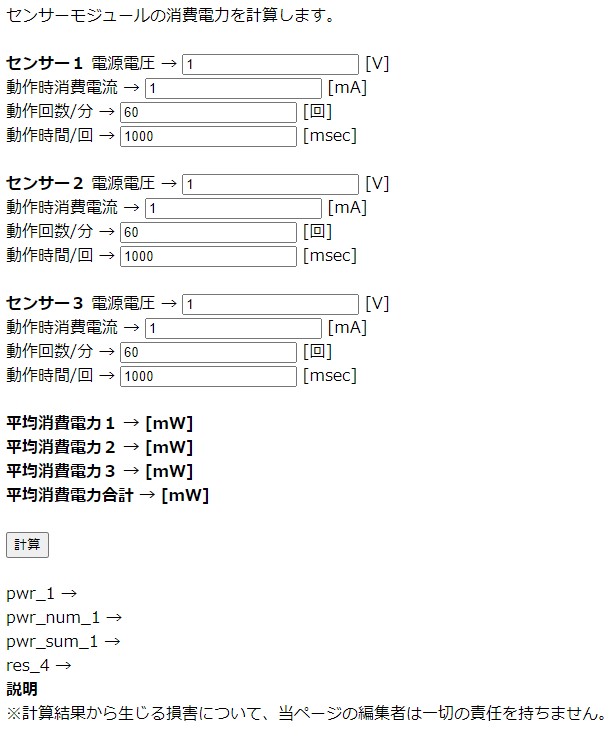 センサーモジュールの消費電力を計算します。
センサー１ 電源電圧 → 1 [V]
動作時消費電流 → 1 [mA]
動作回数/分 → 60 [回]
動作時間/回 → 1000 [msec]
センサー２ 電源電圧 → 1 [V]
動作時消費電流 → 1 [mA]
動作回数/分 → 60 [回]
動作時間/回 → 1000 [msec]
センサー３ 電源電圧 → 1 [V]
動作時消費電流 → 1 [mA]
動作回数/分 → 60 [回]
動作時間/回 → 1000 [msec]
平均消費電力１ → [mW]
平均消費電力２ → [mW]
平均消費電力３ → [mW]
平均消費電力合計 → [mW]
計算
pwr_1 →
pwr_num_1 →
pwr_sum_1 →
res_4 →
説明
※計算結果から生じる損害について、当ページの編集者は一切の責任を持ちません。